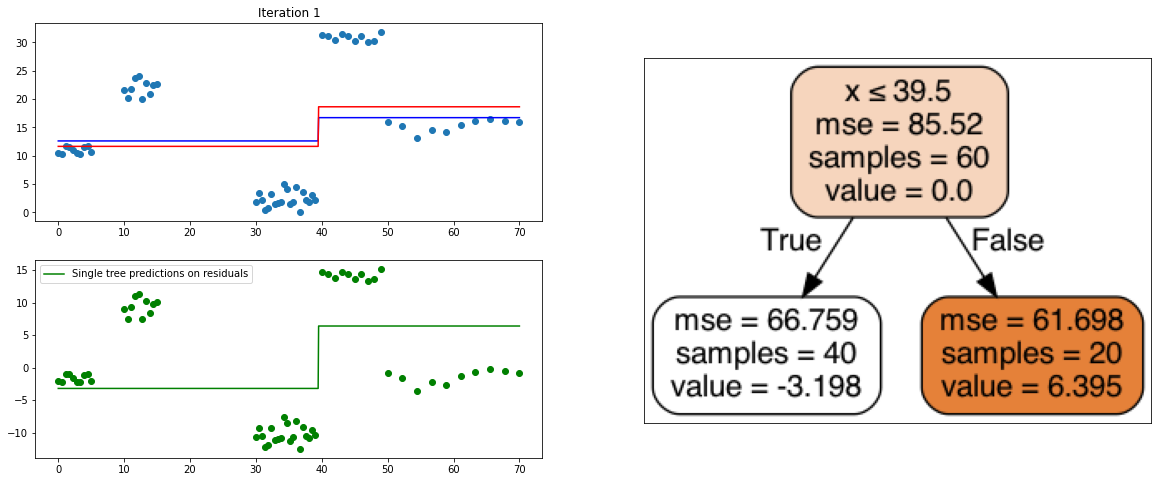 Iteration 1
30
25
20
15
10
5
0
0 10 20 30 40 50 60 70
Single tree predictions on residuals
15
10
5
0
−5
−10
0 10 20 30 40 50 60 70
x ≤ 39.5
mse = 85.52
samples = 60
value = 0.0
True False
mse = 66.759
samples = 40
value = -3.198
mse = 61.698
samples = 20
value = 6.395